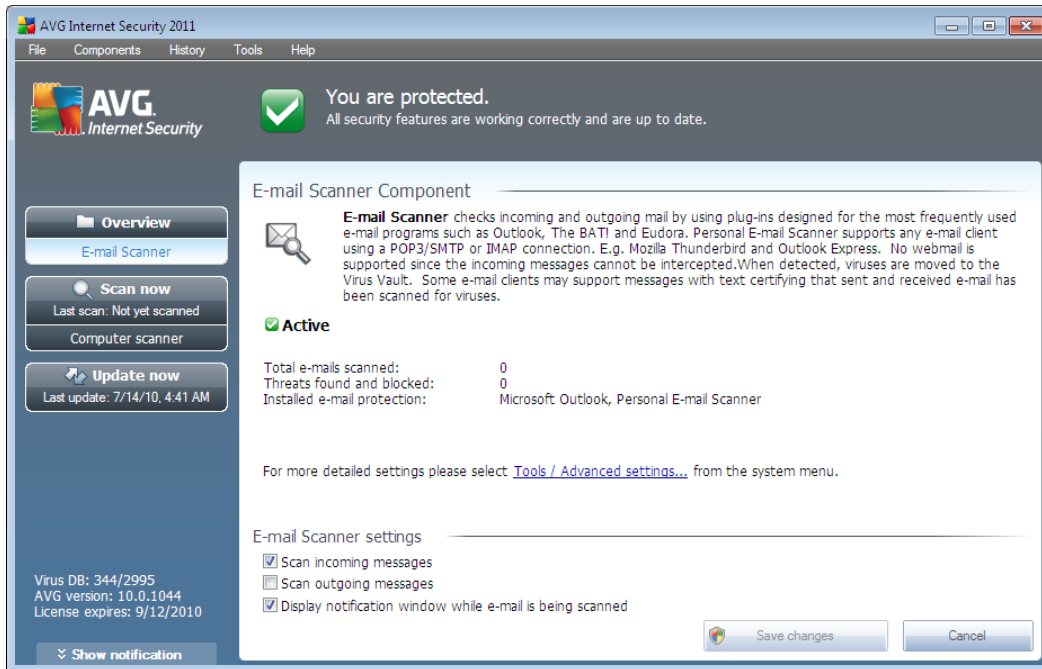 AVG Internet Security 2011
File Components History Tools Help
AVG.
Internet Security
You are protected.
All security features are working correctly and are up to date.
Overview
E-mail Scanner
Scan now
Last scan: Not yet scanned
Computer scanner
Update now
Last update: 7/14/10, 4:41 AM
Virus DB: 344/2995
AVG version: 10.0.1044
License expires: 9/12/2010
Show notification
E-mail Scanner Component
E-mail Scanner checks incoming and outgoing mail by using plug-ins designed for the most frequently used
e-mail programs such as Outlook, The BAT! and Eudora. Personal E-mail Scanner supports any e-mail client
using a POP3/SMTP or IMAP connection. E.g. Mozilla Thunderbird and Outlook Express. No webmail is
supported since the incoming messages cannot be intercepted.When detected, viruses are moved to the
Virus Vault. Some e-mail clients may support messages with text certifying that sent and received e-mail has
been scanned for viruses.
Active
Total e-mails scanned: 0
Threats found and blocked: 0
Installed e-mail protection: Microsoft Outlook, Personal E-mail Scanner
For more detailed settings please select Tools / Advanced settings... from the system menu.
E-mail Scanner settings
Scan incoming messages
Scan outgoing messages
Display notification window while e-mail is being scanned
Save changes Cancel